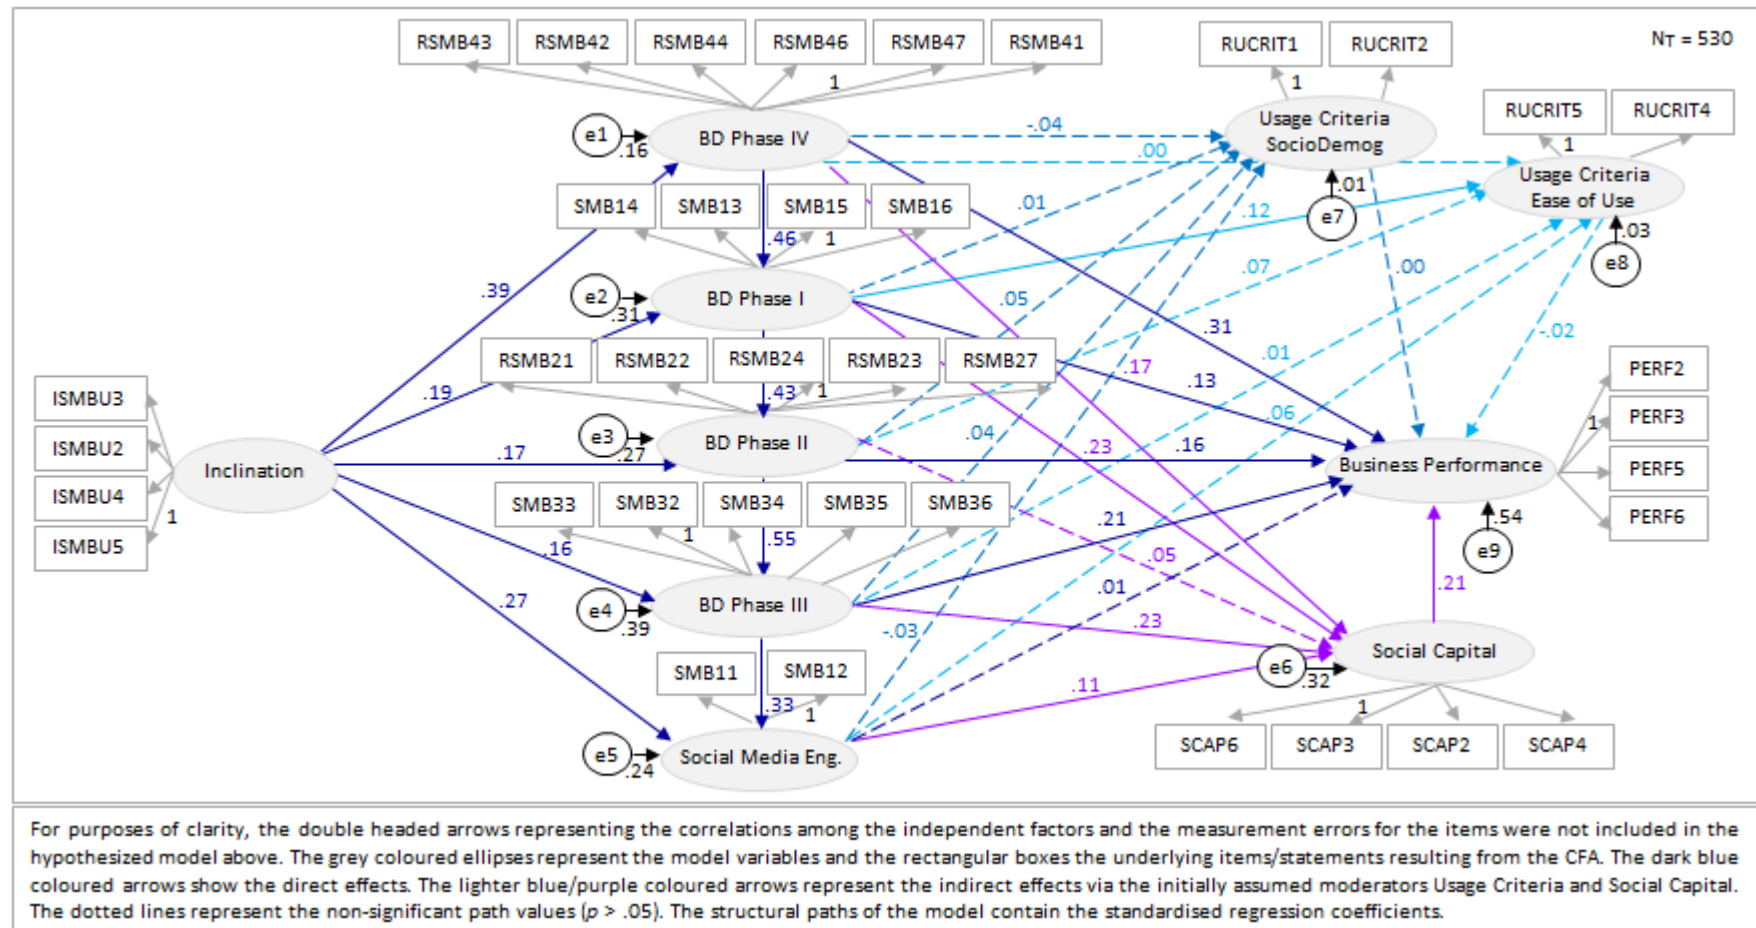 RSMB43 RSMB42 RSMB44 RSMB46 RSMB47 RSMB41 RUCRIT1 RUCRIT2 NT = 530
1 1
RUCRIT5 RUCRIT4
e1 .16 BD Phase IV -.04 Usage Criteria
SocioDemog
.00 1
Usage Criteria
Ease of Use
.01 e7
.03 e8
SMB14 SMB13 SMB15 SMB16
.46 1 .01 .12
.39
e2 .31 BD Phase I .07 .05 .00
.31 -.02
RSMB21 RSMB22 RSMB24 RSMB23 RSMB27
.19 .43 1 .17 .13 .01
ISMBU3
ISMBU2
ISMBU4
ISMBU5
1
Inclination
.17 e3 .27 BD Phase II .04 .23 .06 .16
Business Performance
PERF2
PERF3
PERF5
PERF6
1
.54 e9
SMB33 SMB32 SMB34 SMB35 SMB36
1 .55 .21
.16 .05
e4 .39 BD Phase III .01 .21
.27 -.03 .23
Social Capital
e6 .32
SMB11 SMB12
.33 1 .11
e5 .24 Social Media Eng.
1
SCAP6 SCAP3 SCAP2 SCAP4
For purposes of clarity, the double headed arrows representing the correlations among the independent factors and the measurement errors for the items were not included in the
hypothesized model above. The grey coloured ellipses represent the model variables and the rectangular boxes the underlying items/statements resulting from the CFA. The dark blue
coloured arrows show the direct effects. The lighter blue/purple coloured arrows represent the indirect effects via the initially assumed moderators Usage Criteria and Social Capital.
The dotted lines represent the non-significant path values (p > .05). The structural paths of the model contain the standardised regression coefficients.